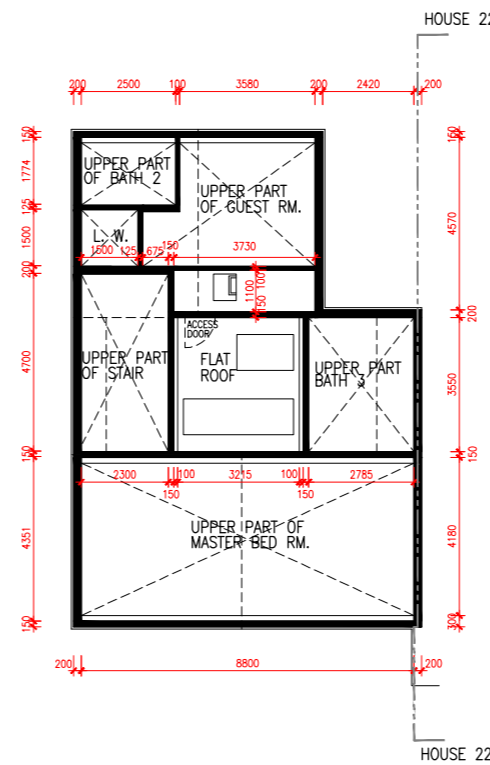 HOUSE 22
200 2500 100 3580 200 2420 200
150
1774
125
1500
200
4700
150
4351
150
UPPER PART
OF BATH 2
UPPER PART
OF GUEST RM.
L. W.
1500 125 675 150 3730
1100 100
150
ACCESS
DOOR
FLAT
ROOF
UPPER PART
OF STAIR
UPPER PART
BATH 3
2300 100 3215 100 2785
150 150
UPPER PART OF
MASTER BED RM.
4570
200
3550
150
4180
300
200 8800 200
HOUSE 22